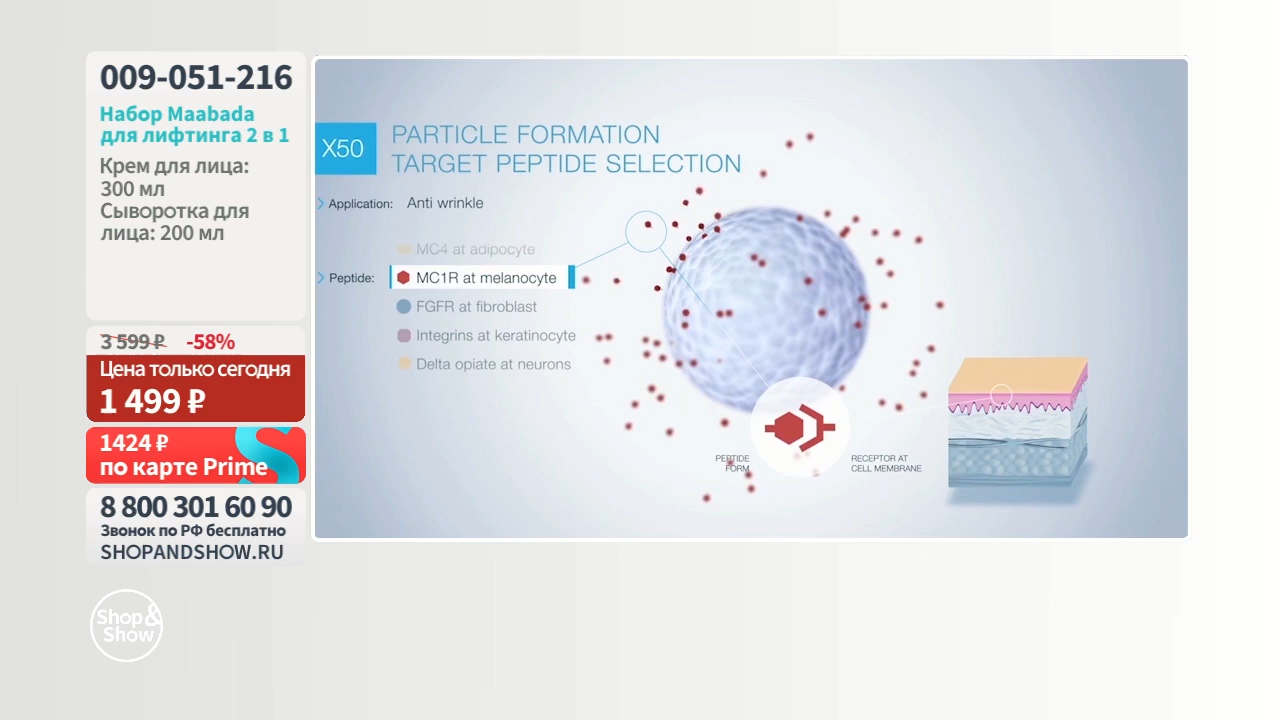 009-051-216
Набор Maabada
для лифтинга 2 в 1
Крем для лица:
300 мл
Сыворотка для
лица: 200 мл
3 599 ₽ -58%
Цена только сегодня
1 499 ₽
1424 ₽
по карте Prime
8 800 301 60 90
Звонок по РФ бесплатно
SHOPANDSHOW.RU
Shop&
Show
X50
PARTICLE FORMATION
TARGET PEPTIDE SELECTION
Application: Anti wrinkle
MC4 at adipocyte
Peptide: MC1R at melanocyte
FGFR at fibroblast
Integrins at keratinocyte
Delta opiate at neurons
PEPTIDE
FORM
RECEPTOR AT
CELL MEMBRANE